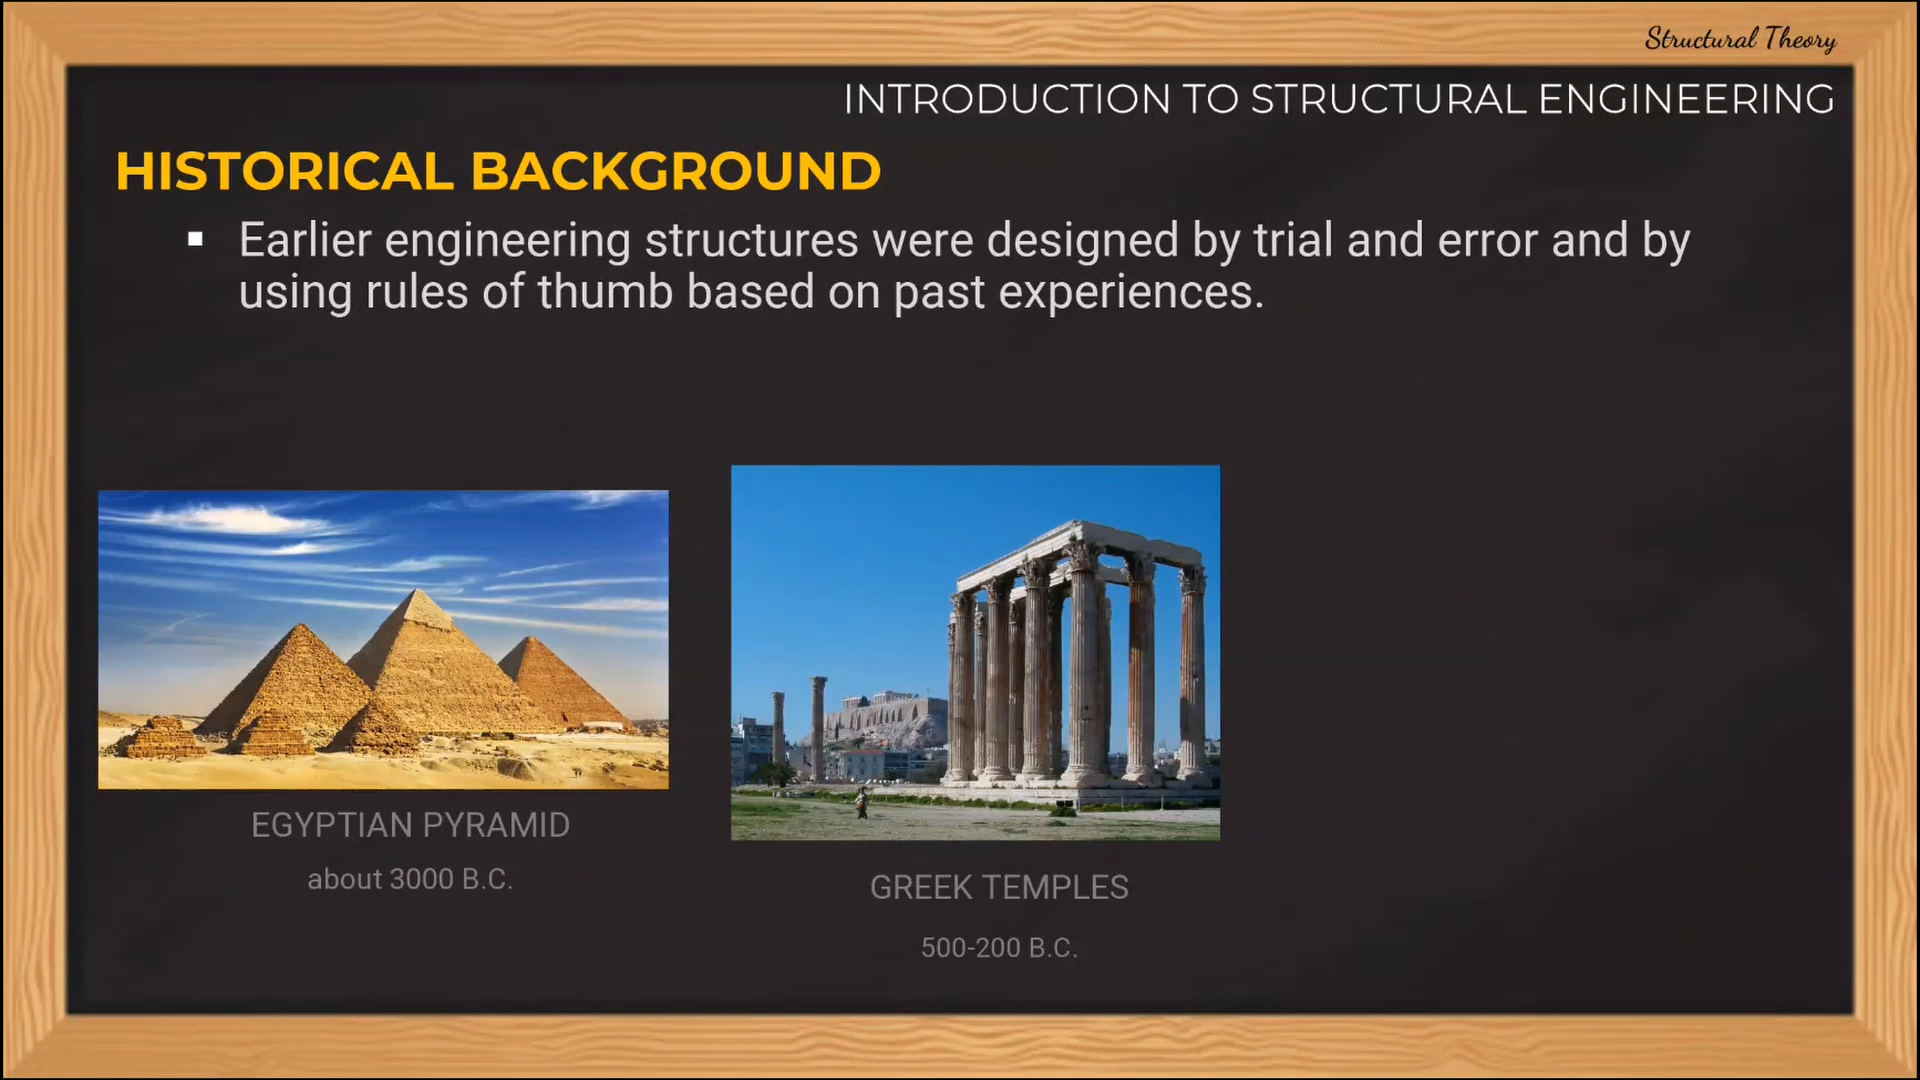 Structural Theory
INTRODUCTION TO STRUCTURAL ENGINEERING
HISTORICAL BACKGROUND
▪ Earlier engineering structures were designed by trial and error and by
using rules of thumb based on past experiences.
EGYPTIAN PYRAMID
about 3000 B.C.
GREEK TEMPLES
500-200 B.C.